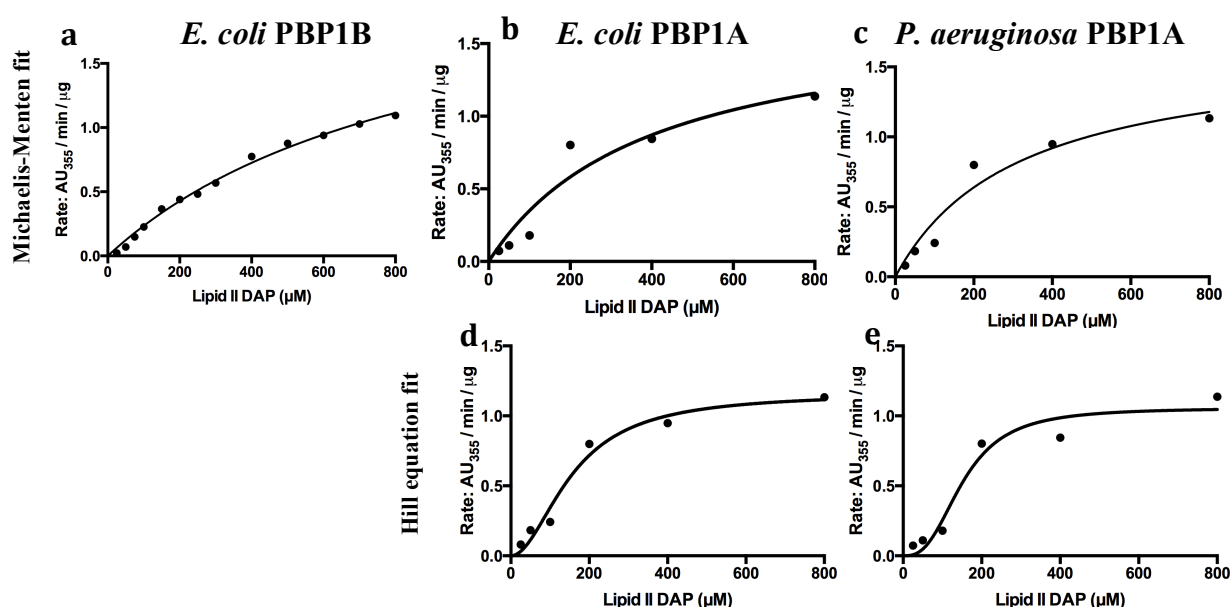 a
E. coli PBP1B
b
E. coli PBP1A
c
P. aeruginosa PBP1A
Michaelis-Menten fit
Rate: AU355 / min / µg
1.5
1.0
0.5
0.0
0
200
400
600
800
Lipid II DAP (µM)
Rate: AU355 / min / µg
1.5
1.0
0.5
0.0
0
200
400
600
800
Lipid II DAP (µM)
Rate: AU355 / min / µg
1.5
1.0
0.5
0.0
0
200
400
600
800
Lipid II DAP (µM)
Hill equation fit
d
Rate: AU355 / min / µg
1.5
1.0
0.5
0.0
0
200
400
600
800
Lipid II DAP (µM)
e
Rate: AU355 / min / µg
1.5
1.0
0.5
0.0
0
200
400
600
800
Lipid II DAP (µM)